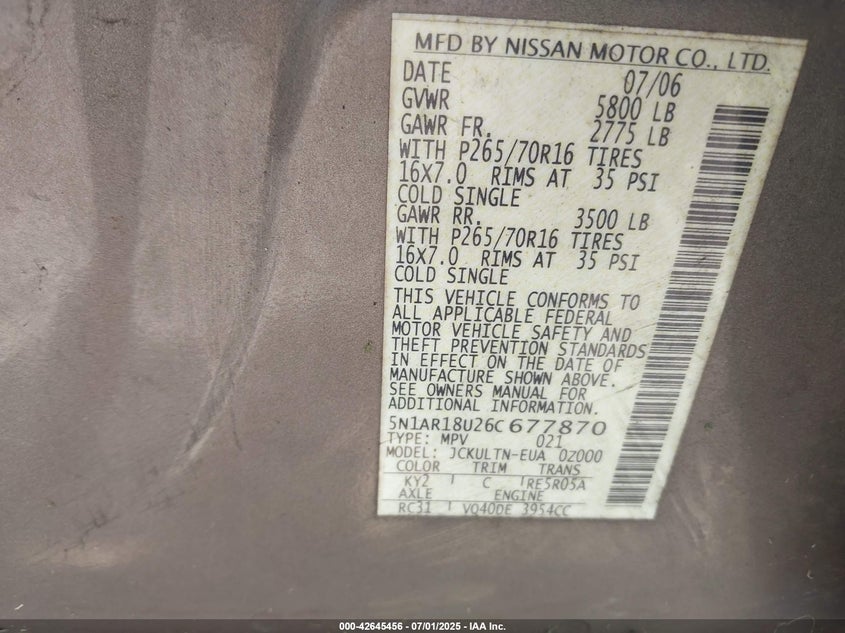 MFD BY NISSAN MOTOR CO., LTD.
DATE 07/06
GVWR 5800 LB
GAWR FR. 2775 LB
WITH P265/70R16 TIRES
16X7.0 RIMS AT 35 PSI
COLD SINGLE
GAWR RR. 3500 LB
WITH P265/70R16 TIRES
16X7.0 RIMS AT 35 PSI
COLD SINGLE
THIS VEHICLE CONFORMS TO
ALL APPLICABLE FEDERAL
MOTOR VEHICLE SAFETY AND
THEFT PREVENTION STANDARDS
IN EFFECT ON THE DATE OF
MANUFACTURE SHOWN ABOVE.
SEE OWNERS MANUAL FOR
ADDITIONAL INFORMATION.
5N1AR18U26C677870
TYPE: MPV 021
MODEL: JCKULTN-EUA 0Z000
COLOR TRIM TRANS
KY2 C RE5R05A
AXLE ENGINE
RC31 VQ40DE 3954CC
000-42645456 - 07/01/2025 - IAA Inc.